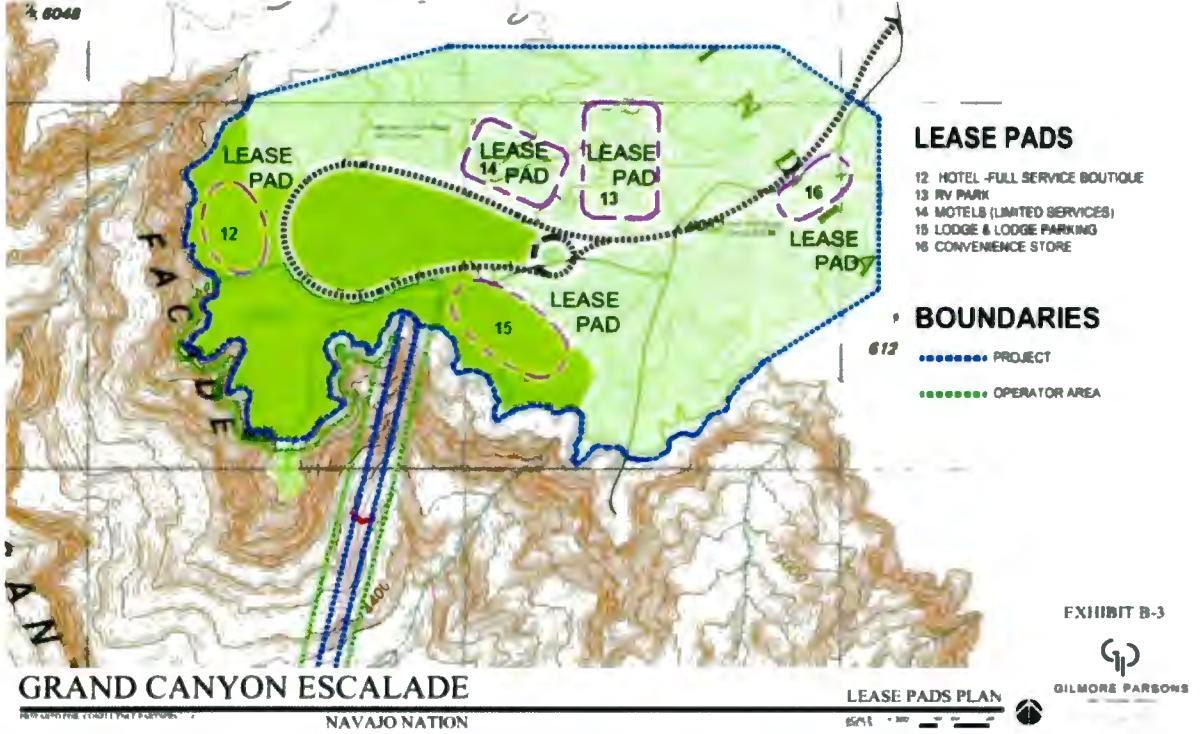 6048
LEASE
PAD
12
LEASE
14 PAD
LEASE
PAD
13
16
LEASE
PAD
15
LEASE
PAD
FACADE
AN
612
2400
LEASE PADS
12 HOTEL -FULL SERVICE BOUTIQUE
13 RV PARK
14 MOTELS (LIMITED SERVICES)
15 LODGE & LODGE PARKING
16 CONVENIENCE STORE
BOUNDARIES
PROJECT
OPERATOR AREA
EXHIBIT B-3
GILMORE PARSONS
GRAND CANYON ESCALADE
NAVAJO NATION
LEASE PADS PLAN